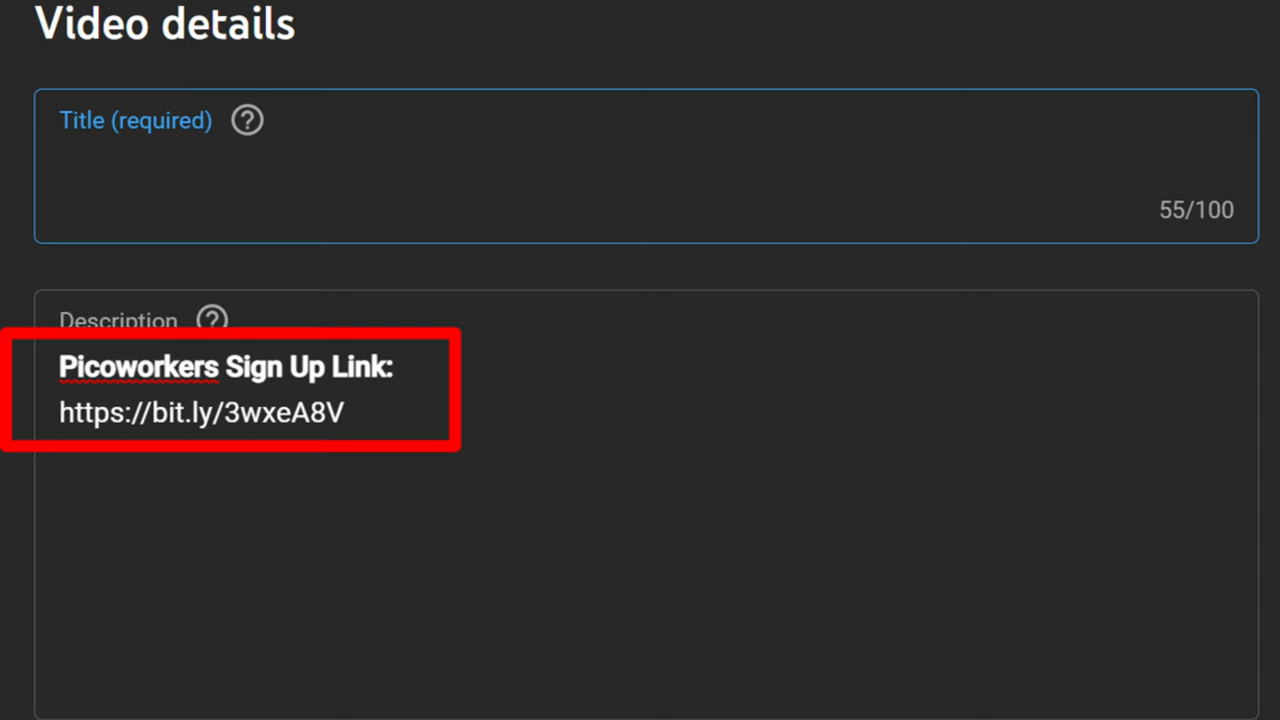 Video details
Title (required)
55/100
Description
Picoworkers Sign Up Link:
https://bit.ly/3wxeA8V